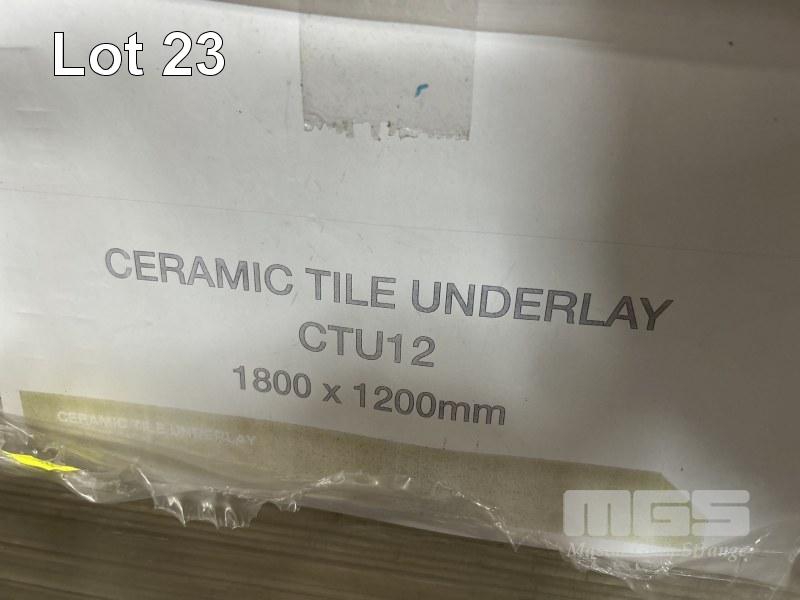 Lot 23
CERAMIC TILE UNDERLAY
CTU12
1800 x 1200mm
CERAMIC TILE UNDERLAY
MGS